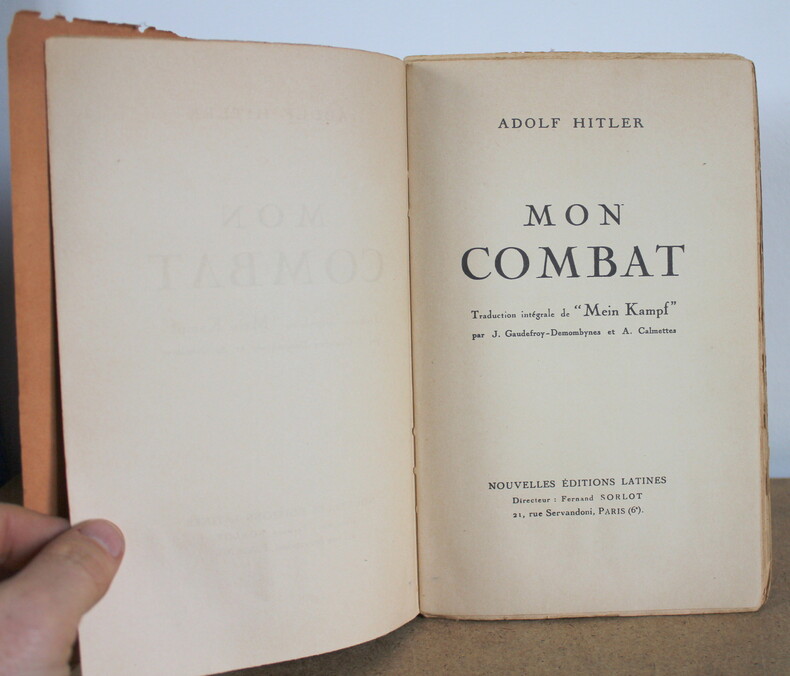 ADOLF HITLER
MON
COMBAT
Traduction intégrale de "Mein Kampf"
par J. Gaudefroy-Demombynes et A. Calmettes
NOUVELLES ÉDITIONS LATINES
Directeur : Fernand SORLOT
21, rue Servandoni, PARIS (6e).